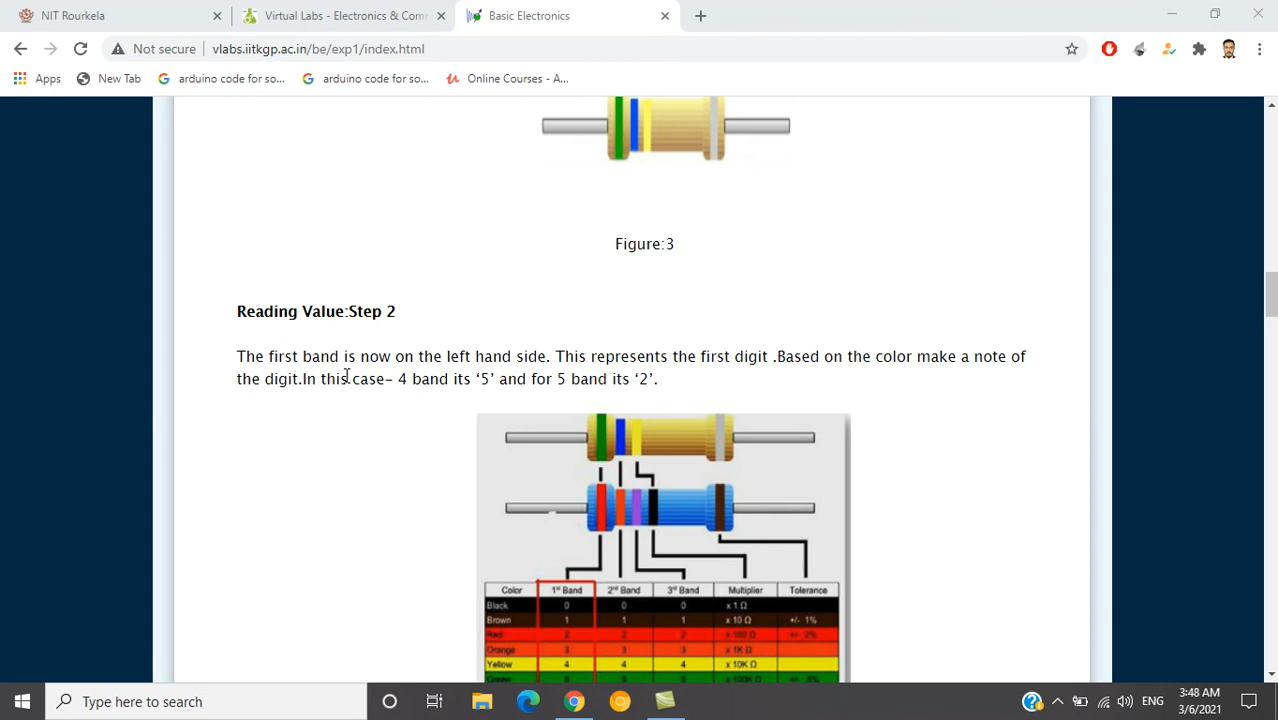 NIT Rourkela
Virtual Labs - Electronics & Comm
Basic Electronics
Not secure
vlabs.iitkgp.ac.in/be/exp1/index.html
Apps
New Tab
arduino code for so...
arduino code for so...
Online Courses - A...
Figure:3
Reading Value:Step 2
The first band is now on the left hand side. This represents the first digit .Based on the color make a note of
the digit.In this case- 4 band its ‘5’ and for 5 band its ‘2’.
Color 1st Band 2nd Band 3rd Band Multiplier Tolerance
Black 0 0 0 x 1 Ω
Brown 1 1 1 x 10 Ω +/- 1%
Red 2 2 2 x 100 Ω +/- 2%
Orange 3 3 3 x 1K Ω
Yellow 4 4 4 x 10K Ω
Green x 100K Ω
Type here to search
ENG
3:48 AM
3/6/2021